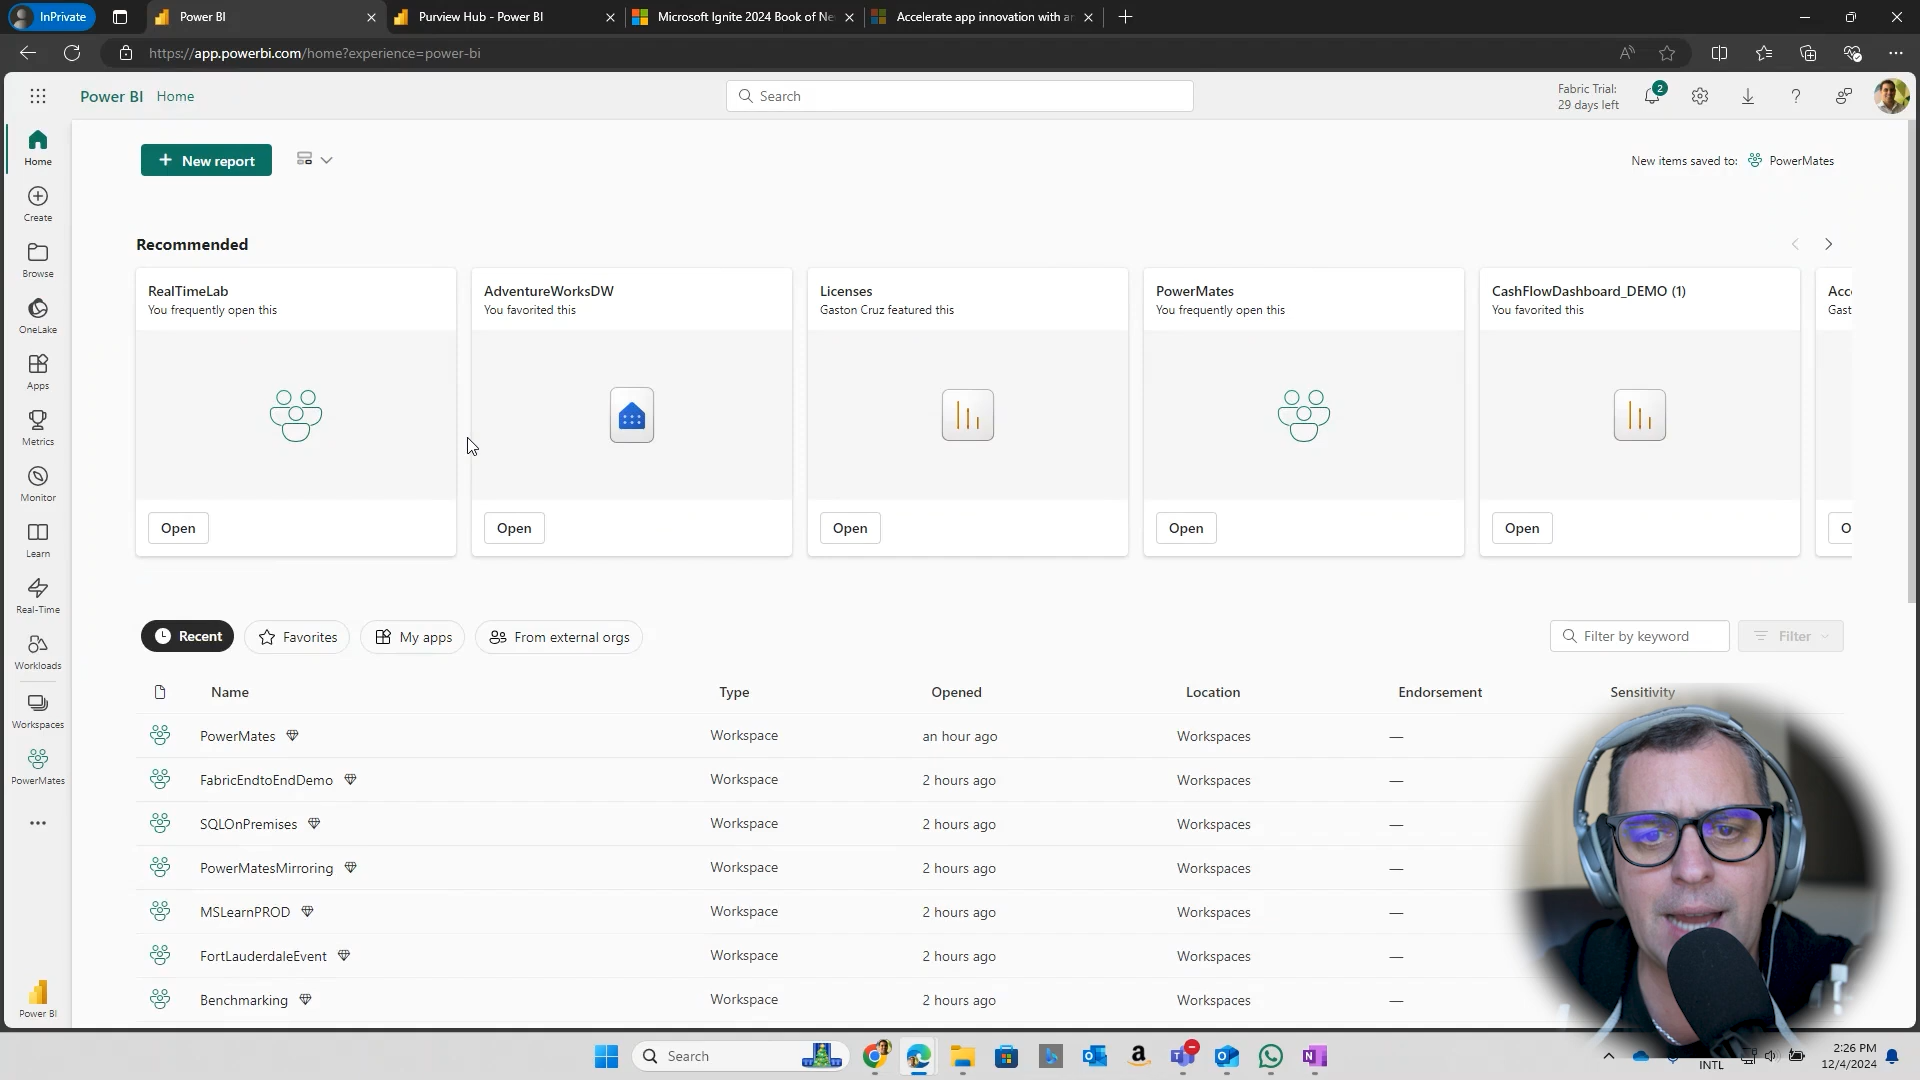 InPrivate
Power BI
Purview Hub - Power BI
Microsoft Ignite 2024 Book of Ne
Accelerate app innovation with a
https://app.powerbi.com/home?experience=power-bi
Power BI Home
Search
Fabric Trial:
29 days left
2
Home
Create
Browse
OneLake
Apps
Metrics
Monitor
Learn
Real-Time
Workloads
Workspaces
PowerMates
Power BI
New report
New items saved to: PowerMates
Recommended
RealTimeLab
You frequently open this
Open
AdventureWorksDW
You favorited this
Open
Licenses
Gaston Cruz featured this
Open
PowerMates
You frequently open this
Open
CashFlowDashboard_DEMO (1)
You favorited this
Open
Acc
Gast
O
Recent
Favorites
My apps
From external orgs
Filter by keyword
Filter
Name Type Opened Location Endorsement Sensitivity
PowerMates Workspace an hour ago Workspaces —
FabricEndtoEndDemo Workspace 2 hours ago Workspaces —
SQLOnPremises Workspace 2 hours ago Workspaces —
PowerMatesMirroring Workspace 2 hours ago Workspaces —
MSLearnPROD Workspace 2 hours ago Workspaces —
FortLauderdaleEvent Workspace 2 hours ago Workspaces —
Benchmarking Workspace 2 hours ago Workspaces —
Search
INTL
2:26 PM
12/4/2024